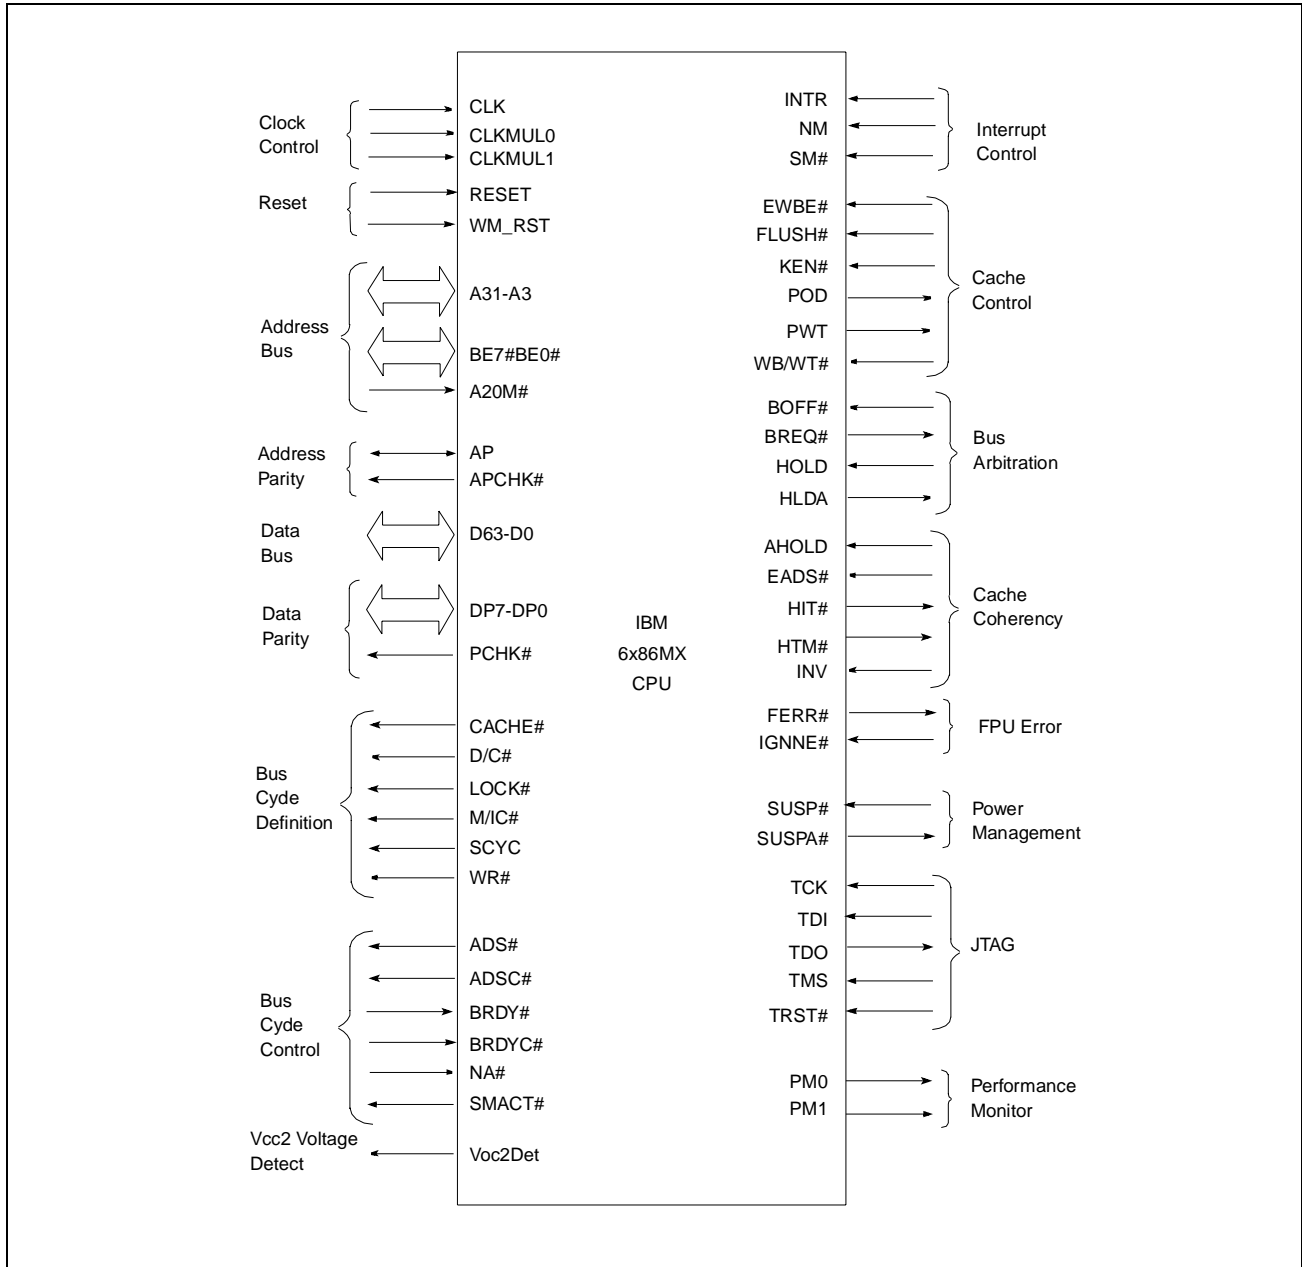 Clock
Control
CLK
CLKMUL0
CLKMUL1
Reset
RESET
WM_RST
Address
Bus
A31-A3
BE7#BE0#
A20M#
Address
Parity
AP
APCHK#
Data
Bus
D63-D0
Data
Parity
DP7-DP0
PCHK#
Bus
Cyde
Definition
CACHE#
D/C#
LOCK#
M/IC#
SCYC
WR#
Bus
Cyde
Control
ADS#
ADSC#
BRDY#
BRDYC#
NA#
SMACT#
Vcc2 Voltage
Detect
Voc2Det
IBM
6x86MX
CPU
INTR
NM
SM#
Interrupt
Control
EWBE#
FLUSH#
KEN#
POD
PWT
WB/WT#
Cache
Control
BOFF#
BREQ#
HOLD
HLDA
Bus
Arbitration
AHOLD
EADS#
HIT#
HTM#
INV
Cache
Coherency
FERR#
IGNNE#
FPU Error
SUSP#
SUSPA#
Power
Management
TCK
TDI
TDO
TMS
TRST#
JTAG
PM0
PM1
Performance
Monitor